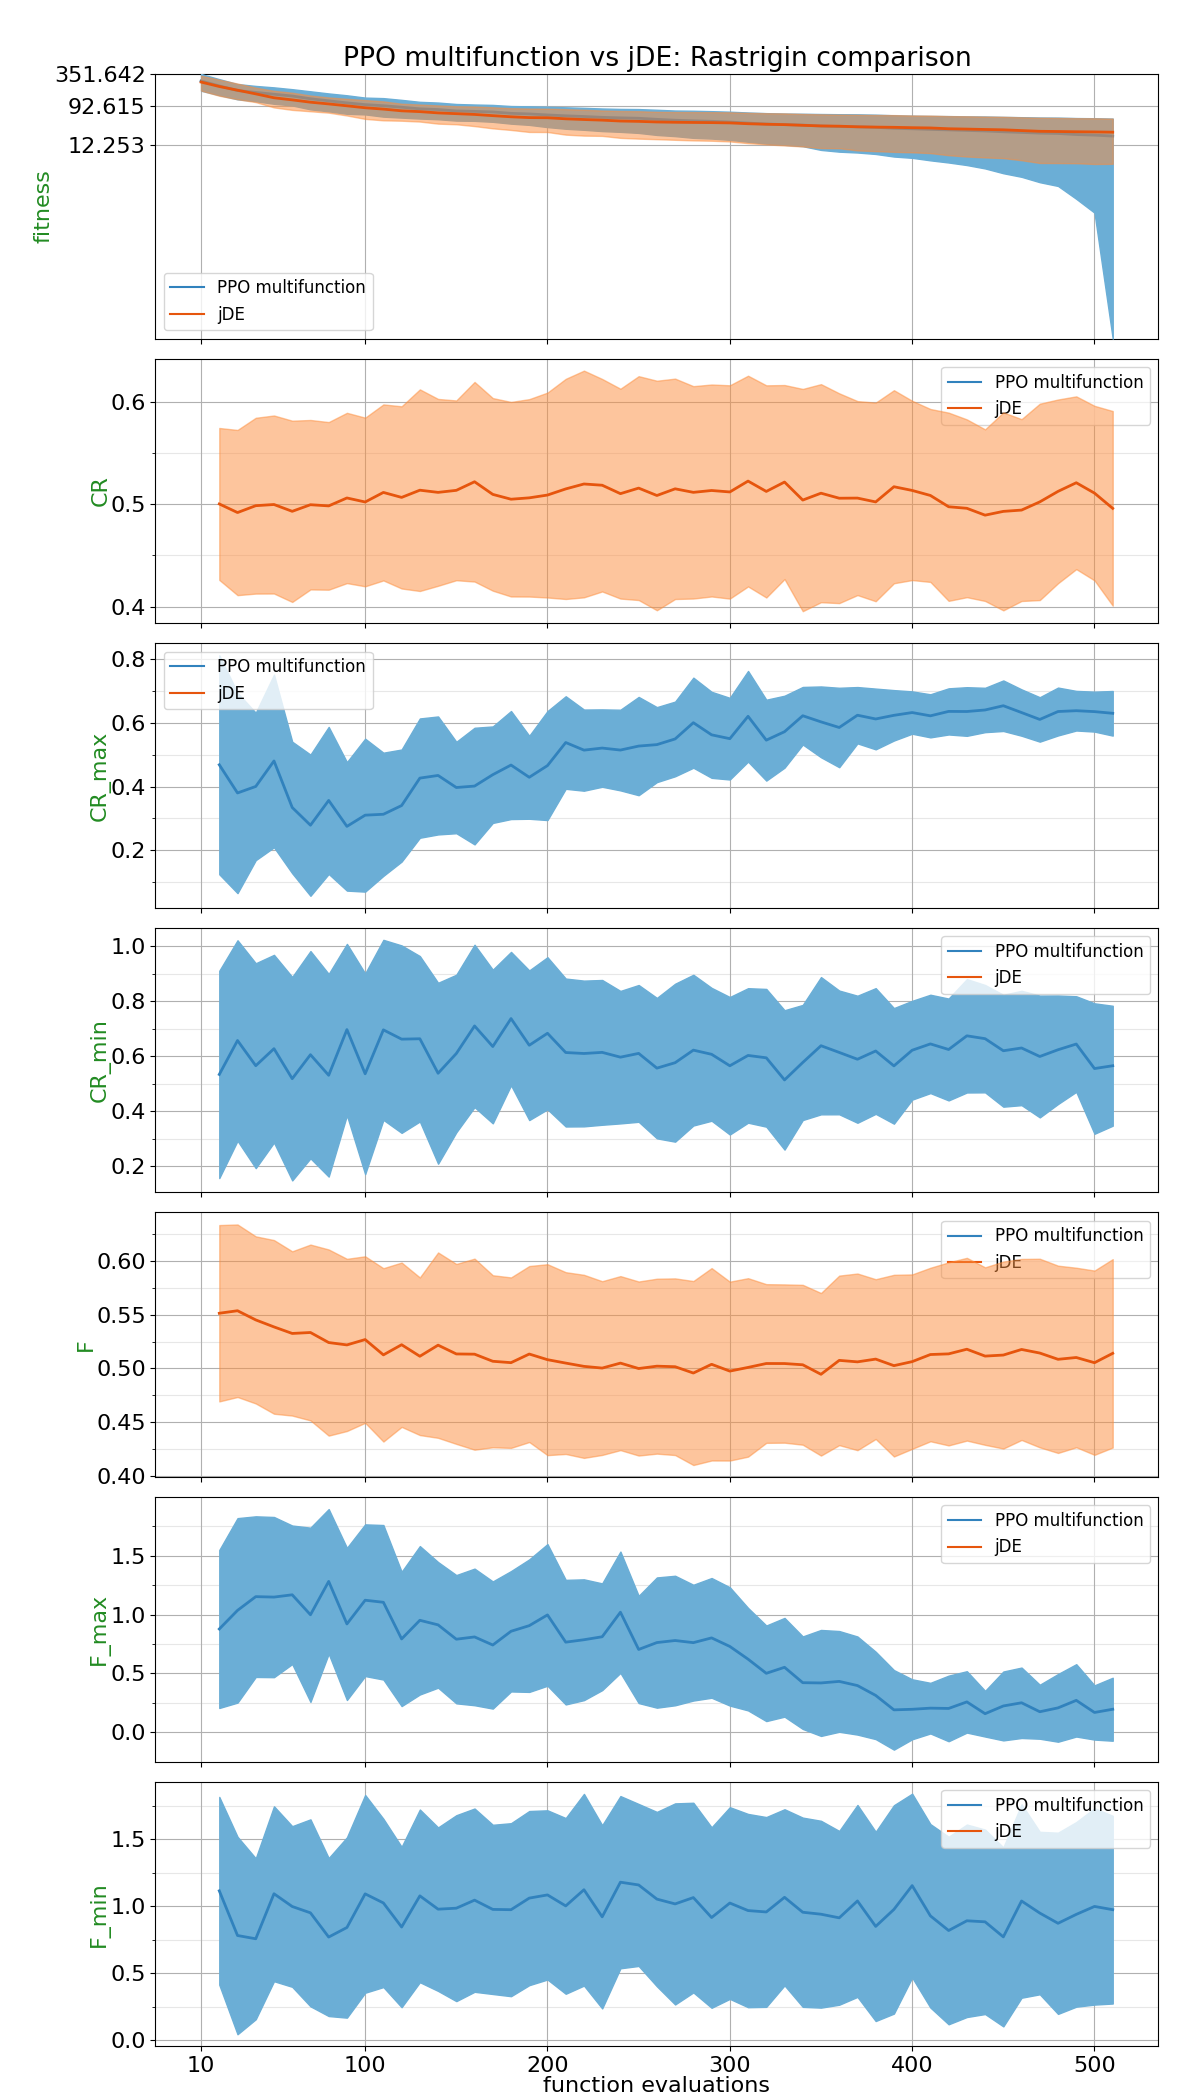 PPO multifunction vs jDE: Rastrigin comparison
351.642
92.615
12.253
fitness
PPO multifunction
jDE
0.6
0.5
0.4
CR
PPO multifunction
jDE
0.8
0.6
0.4
0.2
CR_max
PPO multifunction
jDE
1.0
0.8
0.6
0.4
0.2
CR_min
PPO multifunction
jDE
0.60
0.55
0.50
0.45
0.40
F
PPO multifunction
jDE
1.5
1.0
0.5
0.0
F_max
PPO multifunction
jDE
1.5
1.0
0.5
0.0
F_min
PPO multifunction
jDE
10 100 200 300 400 500
function evaluations